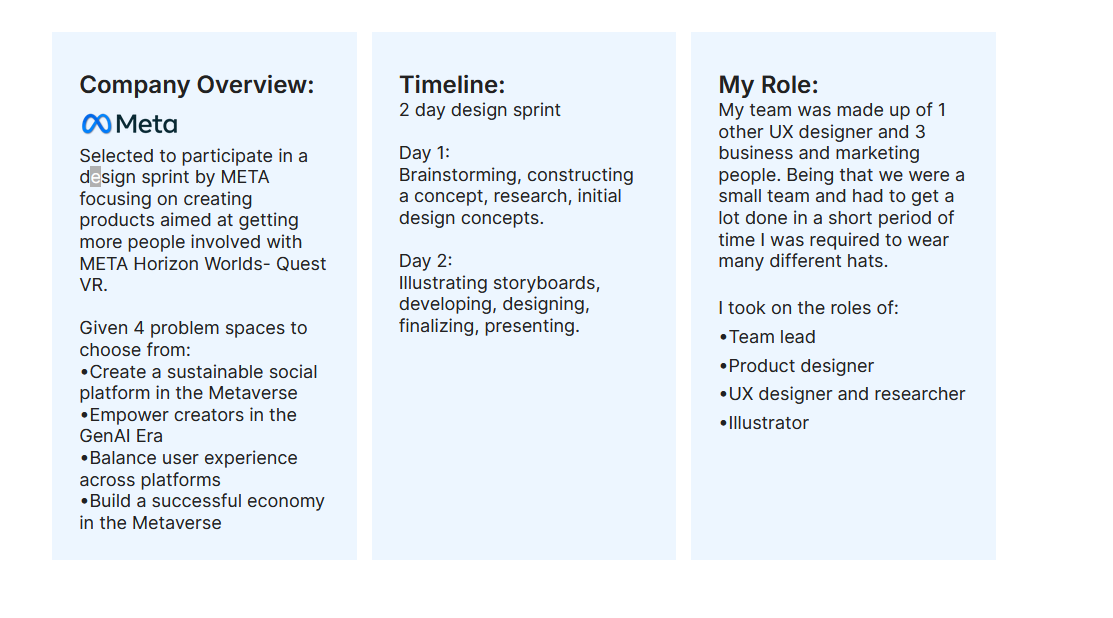 Company Overview:
Meta
Selected to participate in a
design sprint by META
focusing on creating
products aimed at getting
more people involved with
META Horizon Worlds- Quest
VR.
Given 4 problem spaces to
choose from:
•Create a sustainable social
platform in the Metaverse
•Empower creators in the
GenAI Era
•Balance user experience
across platforms
•Build a successful economy
in the Metaverse
Timeline:
2 day design sprint
Day 1:
Brainstorming, constructing
a concept, research, initial
design concepts.
Day 2:
Illustrating storyboards,
developing, designing,
finalizing, presenting.
My Role:
My team was made up of 1
other UX designer and 3
business and marketing
people. Being that we were a
small team and had to get a
lot done in a short period of
time I was required to wear
many different hats.
I took on the roles of:
•Team lead
•Product designer
•UX designer and researcher
•Illustrator